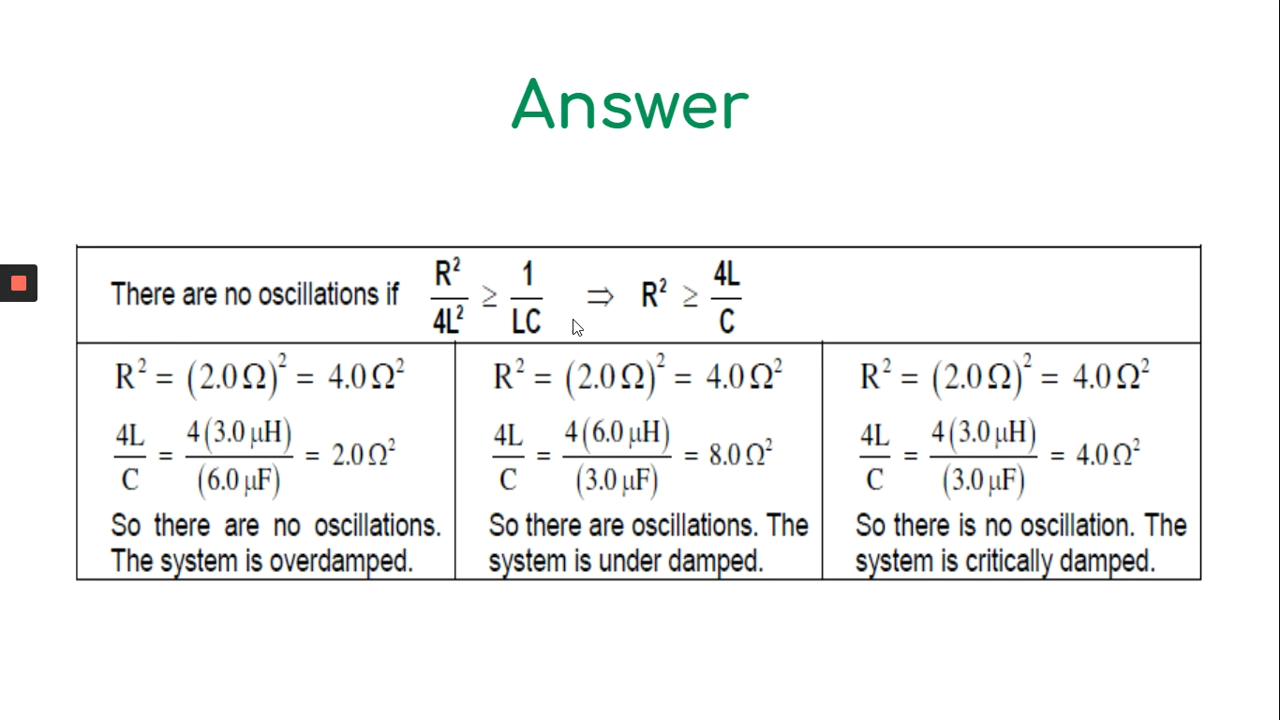 Answer
There are no oscillations if R²/4L² ≥ 1/LC ⇒ R² ≥ 4L/C
R² = (2.0 Ω)² = 4.0 Ω²
4L/C = 4(3.0 μH)/(6.0 μF) = 2.0 Ω²
So there are no oscillations.
The system is overdamped.
R² = (2.0 Ω)² = 4.0 Ω²
4L/C = 4(6.0 μH)/(3.0 μF) = 8.0 Ω²
So there are oscillations. The
system is under damped.
R² = (2.0 Ω)² = 4.0 Ω²
4L/C = 4(3.0 μH)/(3.0 μF) = 4.0 Ω²
So there is no oscillation. The
system is critically damped.